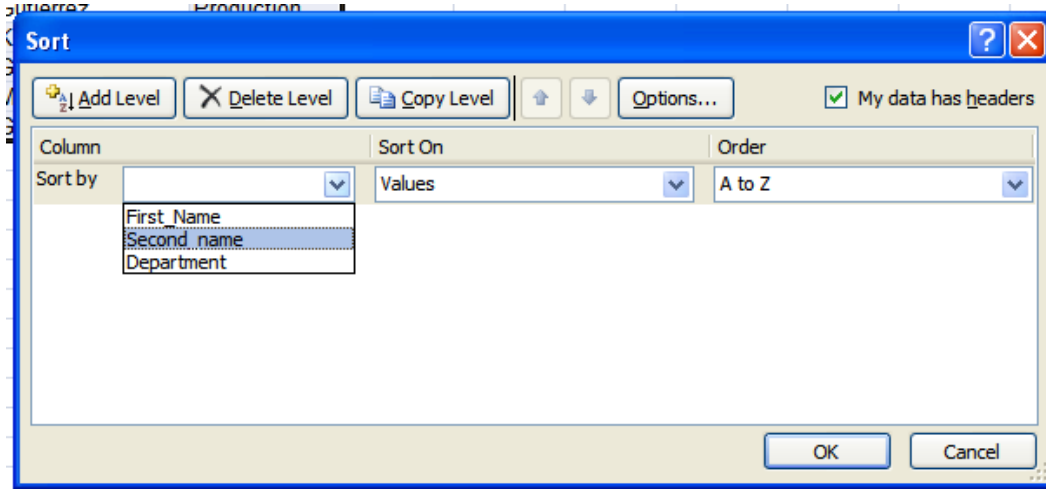 Gutierrez Production
Sort
Add Level Delete Level Copy Level Options... My data has headers
Column Sort On Order
Sort by Values A to Z
First_Name
Second_name
Department
OK Cancel